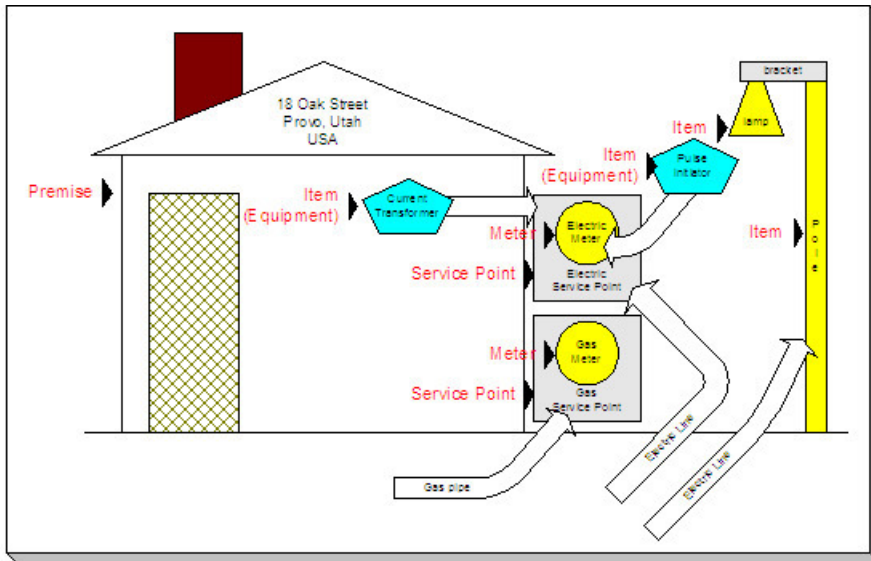 bracket
18 Oak Street
Provo, Utah
USA
Item
lamp
Item
(Equipment)
Pulse
Initiator
Premise
Item
(Equipment)
Current
Transformer
Meter
Electric
Meter
Item
Pole
Service Point
Electric
Service Point
Meter
Gas
Meter
Service Point
Gas
Service Point
Electric Line
Electric Line
Gas pipe